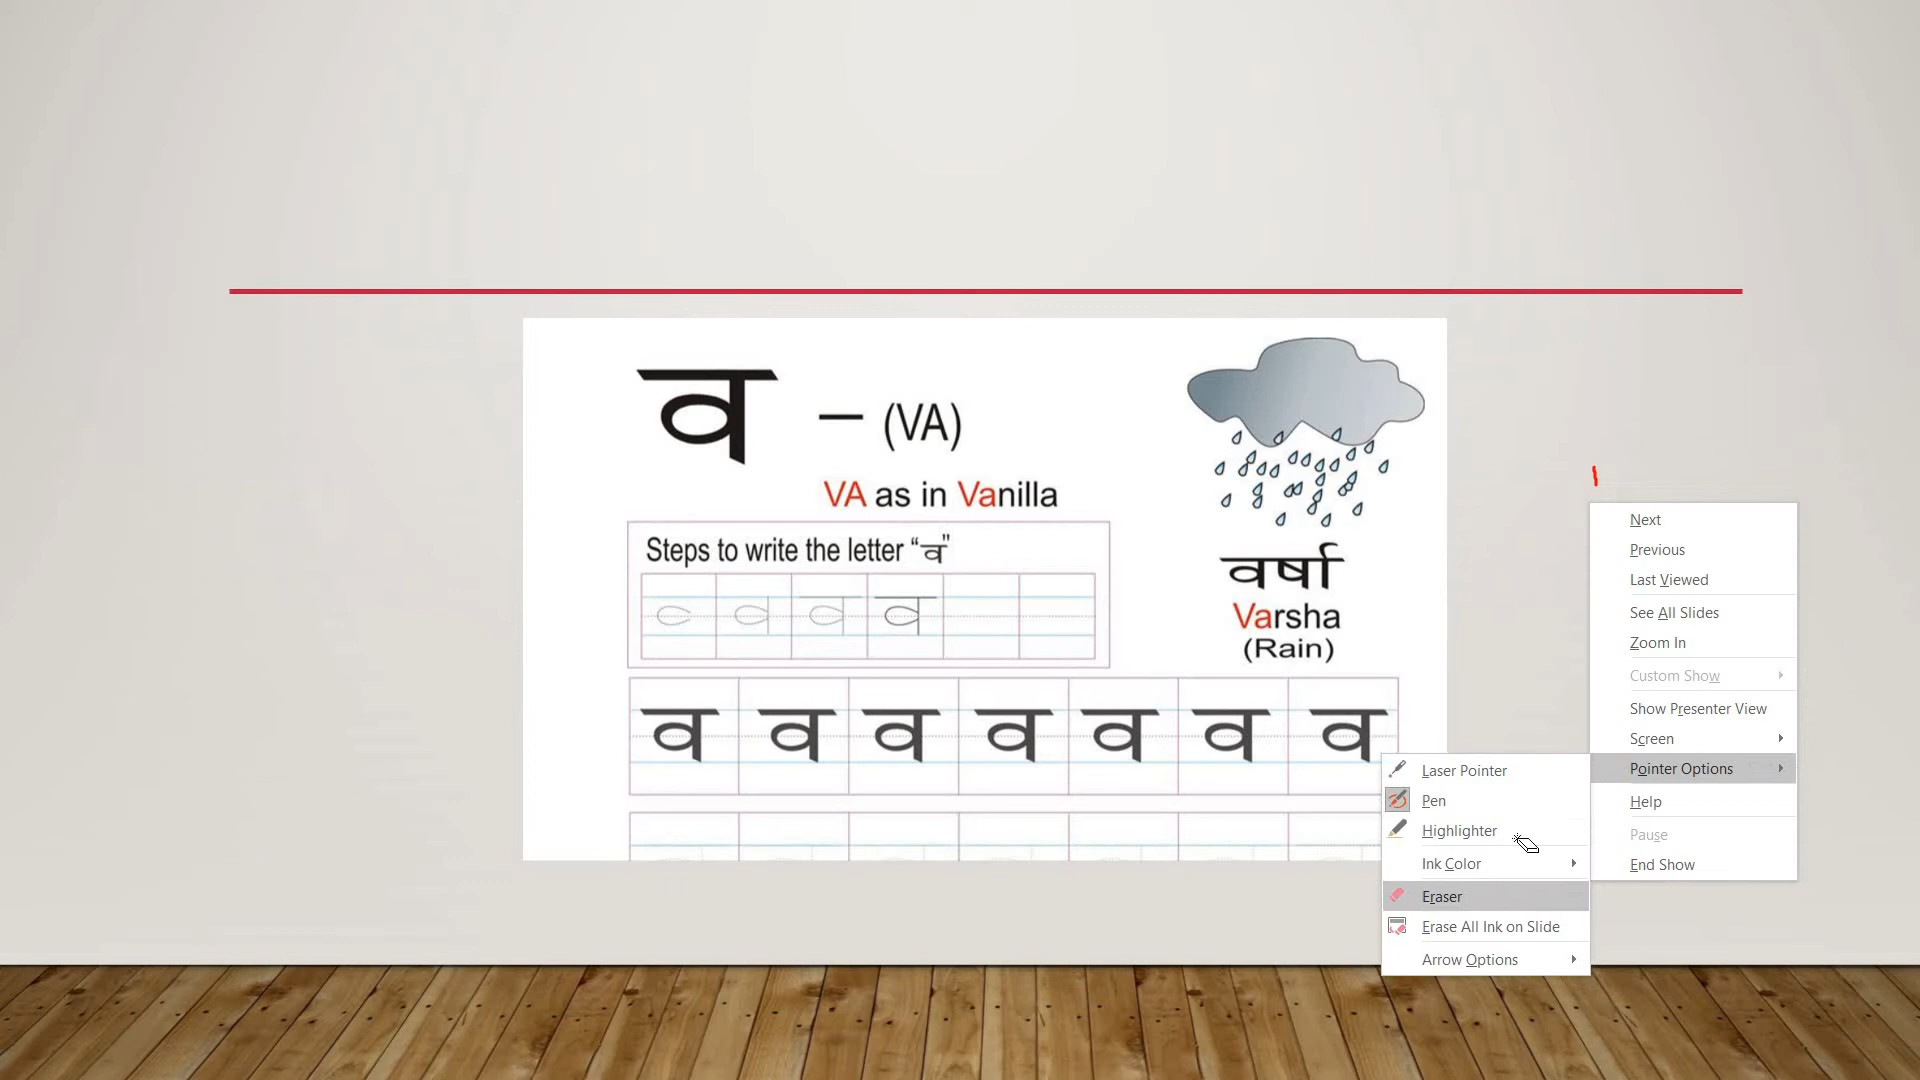 व – (VA)
VA as in Vanilla
Steps to write the letter “व”
व व व व
वर्षा
Varsha
(Rain)
व व व व व व व
Next
Previous
Last Viewed
See All Slides
Zoom In
Custom Show
Show Presenter View
Screen
Pointer Options
Help
Pause
End Show
Laser Pointer
Pen
Highlighter
Ink Color
Eraser
Erase All Ink on Slide
Arrow Options